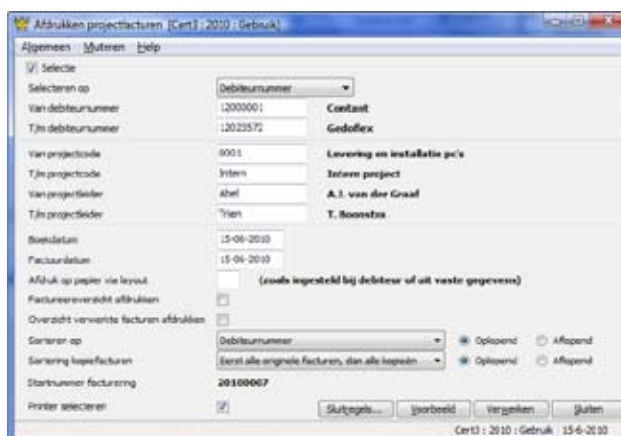 Afdrukken projectfacturen [Cert3 : 2010 : Gebruik]
Algemeen Muteren Help
Selectie
Selecteren op Debiteurnummer
Van debiteurnummer 12000001 Contant
T/m debiteurnummer 12023572 Gedoflex
Van projectcode 0001 Levering en installatie pc's
T/m projectcode Intern Intern project
Van projectleider Abel A.J. van der Graaf
T/m projectleider Trien T. Boonstra
Boekdatum 15-06-2010
Factuurdatum 15-06-2010
Afdruk op papier via layout (zoals ingesteld bij debiteur of uit vaste gegevens)
Factureeroverzicht afdrukken
Overzicht verwerkte facturen afdrukken
Sorteren op Debiteurnummer Oplopend Aflopend
Sortering kopiefacturen Eerst alle originele facturen, dan alle kopieën Oplopend Aflopend
Startnummer facturering 20100007
Printer selecteren Slutregels... Voorbeeld Verwerken Sluiten
Cert3 : 2010 : Gebruik 15-6-2010